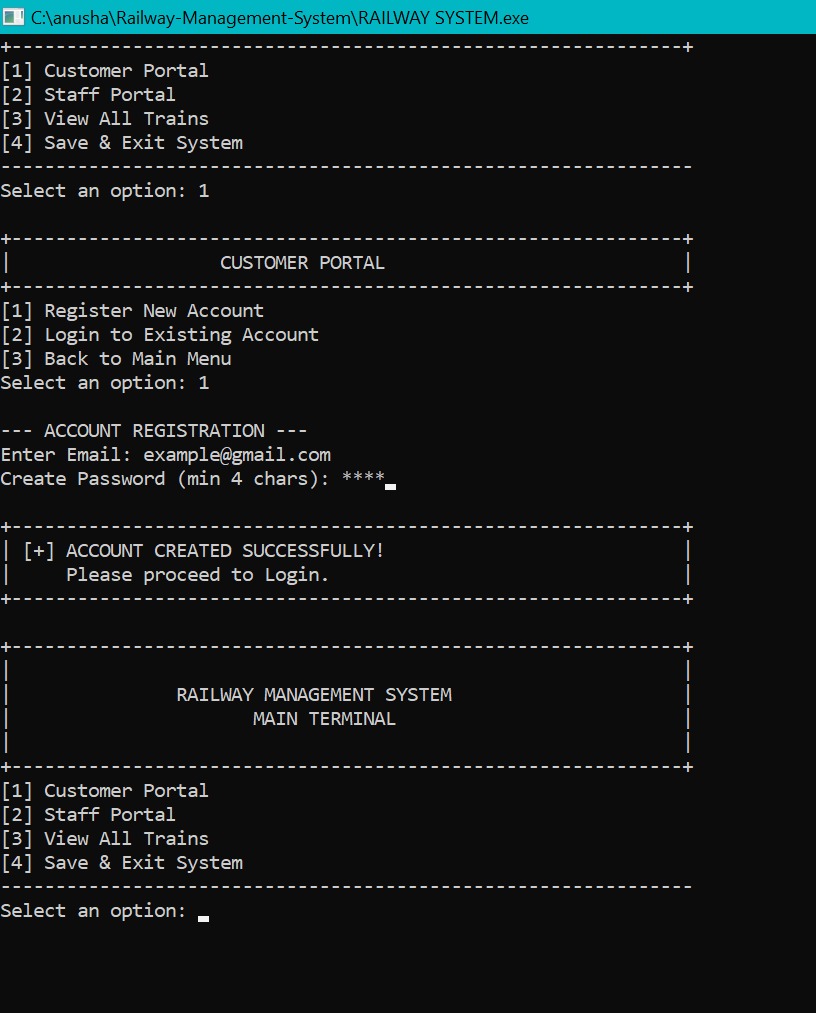 C:\anusha\Railway-Management-System\RAILWAY SYSTEM.exe
+-------------------------------------------------------------+
[1] Customer Portal
[2] Staff Portal
[3] View All Trains
[4] Save & Exit System
---------------------------------------------------------------
Select an option: 1
+-------------------------------------------------------------+
|                   CUSTOMER PORTAL                           |
+-------------------------------------------------------------+
[1] Register New Account
[2] Login to Existing Account
[3] Back to Main Menu
Select an option: 1
--- ACCOUNT REGISTRATION ---
Enter Email: example@gmail.com
Create Password (min 4 chars): ****
+-------------------------------------------------------------+
| [+] ACCOUNT CREATED SUCCESSFULLY!                           |
|     Please proceed to Login.                                |
+-------------------------------------------------------------+
+-------------------------------------------------------------+
|                                                             |
|               RAILWAY MANAGEMENT SYSTEM                     |
|                      MAIN TERMINAL                          |
|                                                             |
+-------------------------------------------------------------+
[1] Customer Portal
[2] Staff Portal
[3] View All Trains
[4] Save & Exit System
---------------------------------------------------------------
Select an option: